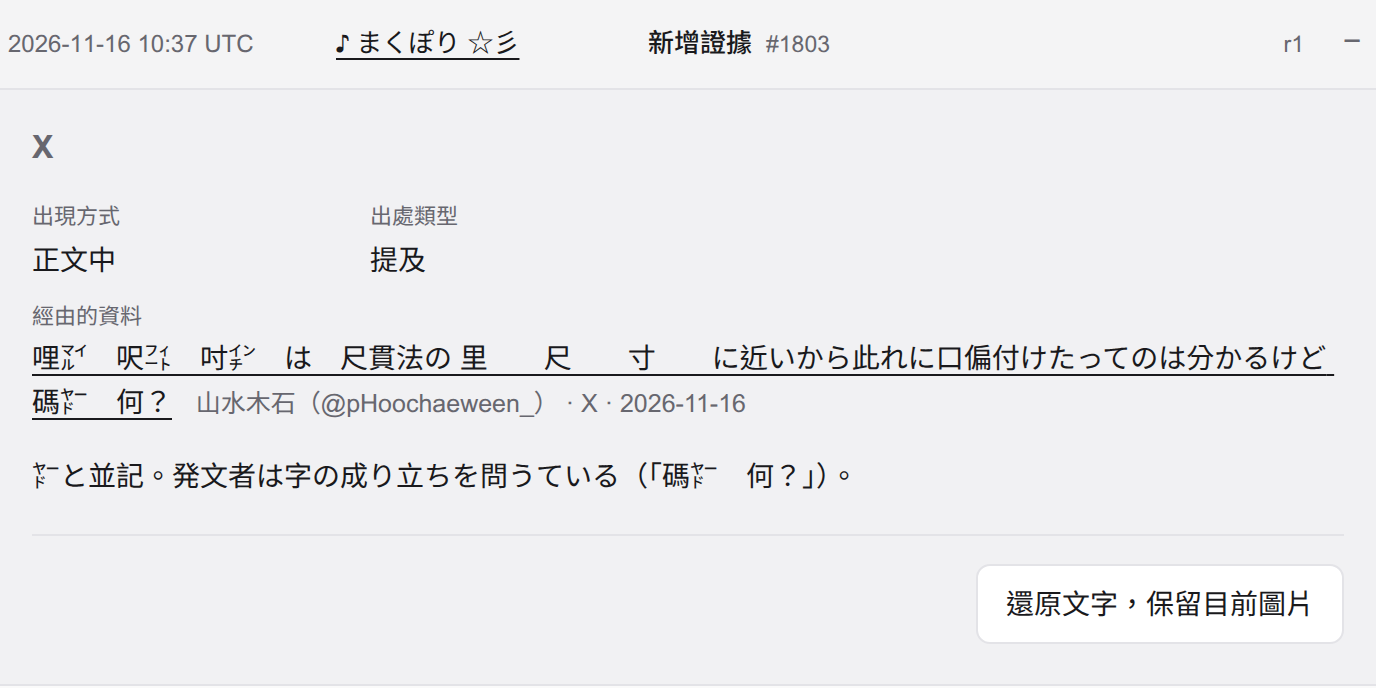 2026-11-16 10:37 UTC ♪ まくぽり ☆彡 新增證據 #1803 r1 −
X
出現方式 出處類型
正文中 提及
經由的資料
哩㍄ 呎㌳ 吋㌅ は 尺貫法の 里 尺 寸 に近いから此れに口偏付けたってのは分かるけど
碼㍎ 何？ 山水木石（@pHoochaeween_） · X · 2026-11-16
㍎と並記。発文者は字の成り立ちを問うている（「碼㍎ 何？」）。
還原文字，保留目前圖片